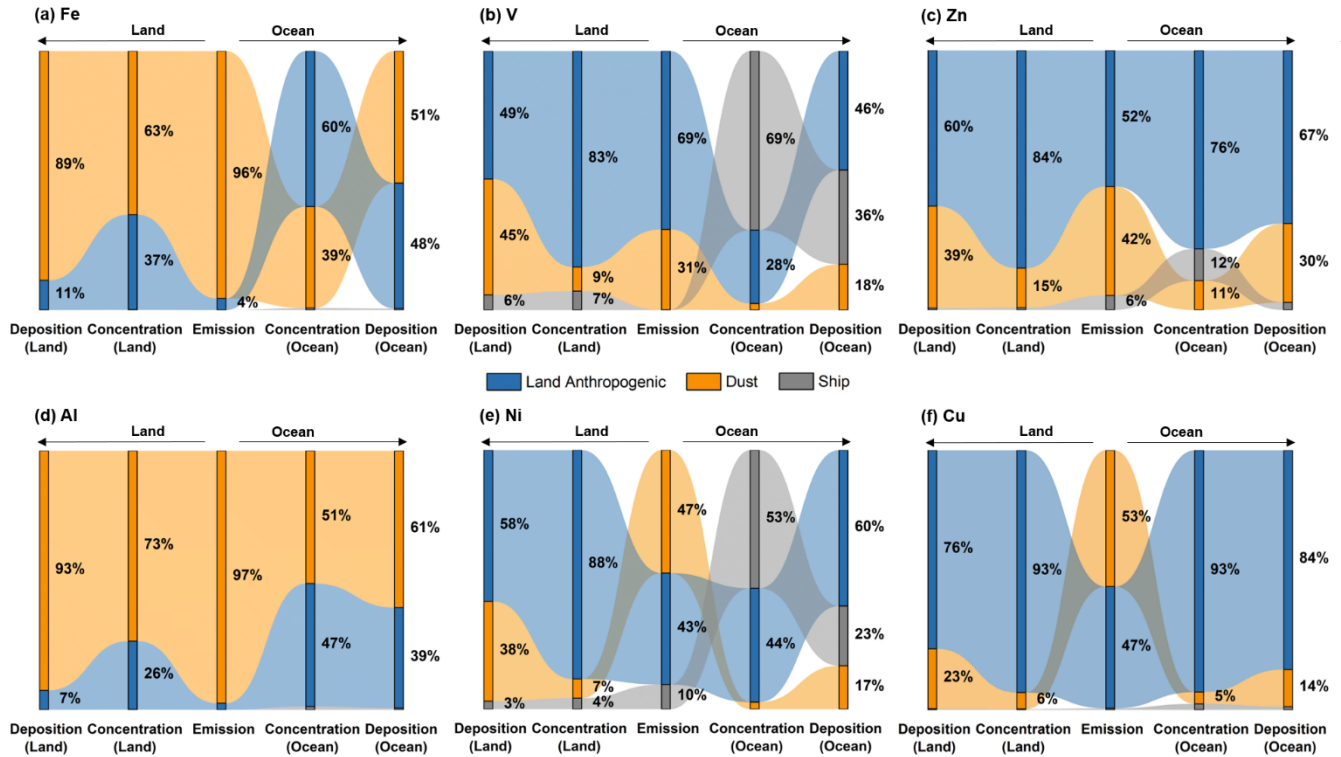 (a) Fe
Land
Ocean
89%
11%
63%
37%
96%
4%
60%
39%
51%
48%
Deposition Concentration Emission Concentration Deposition
(Land) (Land) (Ocean) (Ocean)
(b) V
Land
Ocean
49%
45%
6%
83%
9%
7%
69%
31%
69%
28%
46%
36%
18%
Deposition Concentration Emission Concentration Deposition
(Land) (Land) (Ocean) (Ocean)
(c) Zn
Land
Ocean
60%
39%
84%
15%
52%
42%
6%
76%
12%
11%
67%
30%
Deposition Concentration Emission Concentration Deposition
(Land) (Land) (Ocean) (Ocean)
Land Anthropogenic Dust Ship
(d) Al
Land
Ocean
93%
7%
73%
26%
97%
51%
47%
61%
39%
Deposition Concentration Emission Concentration Deposition
(Land) (Land) (Ocean) (Ocean)
(e) Ni
Land
Ocean
58%
38%
3%
88%
7%
4%
47%
43%
10%
53%
44%
60%
23%
17%
Deposition Concentration Emission Concentration Deposition
(Land) (Land) (Ocean) (Ocean)
(f) Cu
Land
Ocean
76%
23%
93%
6%
53%
47%
93%
5%
84%
14%
Deposition Concentration Emission Concentration Deposition
(Land) (Land) (Ocean) (Ocean)